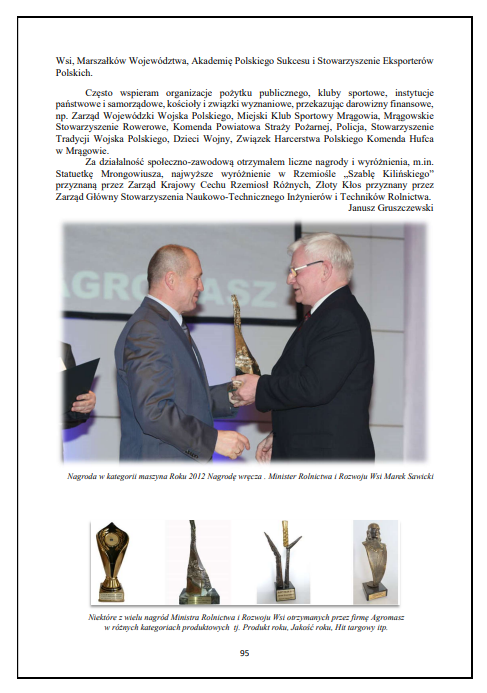 Wsi, Marszałków Województwa, Akademię Polskiego Sukcesu i Stowarzyszenie Eksporterów
Polskich.
Często wspieram organizacje pożytku publicznego, kluby sportowe, instytucje
państwowe i samorządowe, kościoły i związki wyznaniowe, przekazując darowizny finansowe,
np. Zarząd Wojewódzki Wojska Polskiego, Miejski Klub Sportowy Mrągowia, Mrągowskie
Stowarzyszenie Rowerowe, Komenda Powiatowa Straży Pożarnej, Policja, Stowarzyszenie
Tradycji Wojska Polskiego, Dzieci Wojny, Związek Harcerstwa Polskiego Komenda Hufca
w Mrągowie.
Za działalność społeczno-zawodową otrzymałem liczne nagrody i wyróżnienia, m.in.
Statuetkę Mrongowiusza, najwyższe wyróżnienie w Rzemiośle „Szablę Kilińskiego”
przyznaną przez Zarząd Krajowy Cechu Rzemiosł Różnych, Złoty Kłos przyznany przez
Zarząd Główny Stowarzyszenia Naukowo-Technicznego Inżynierów i Techników Rolnictwa.
Janusz Gruszczewski
AGROMASZ
Nagroda w kategorii maszyna Roku 2012 Nagrodę wręcza . Minister Rolnictwa i Rozwoju Wsi Marek Sawicki
Niektóre z wielu nagród Ministra Rolnictwa i Rozwoju Wsi otrzymanych przez firmę Agromasz
w różnych kategoriach produktowych tj. Produkt roku, Jakość roku, Hit targowy itp.
95